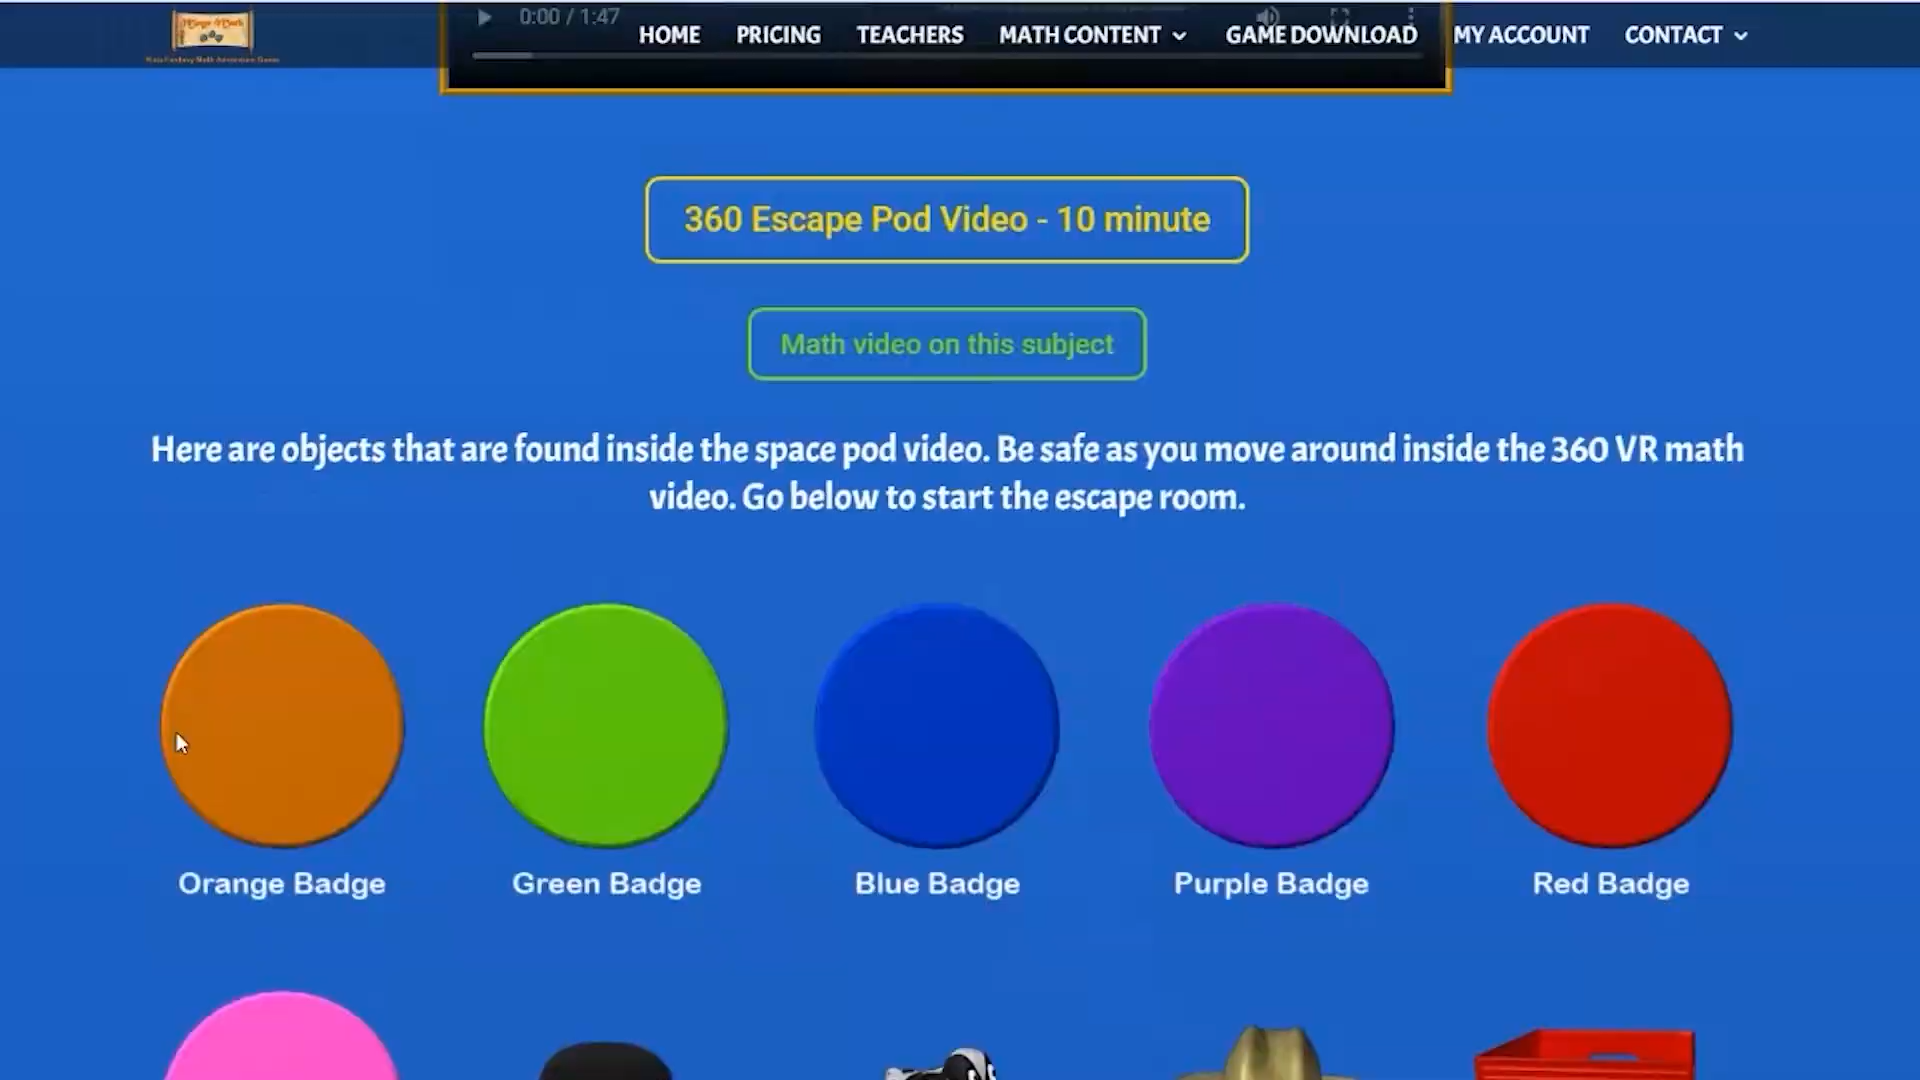 0:00 / 1:47
HOME PRICING TEACHERS MATH CONTENT GAME DOWNLOAD MY ACCOUNT CONTACT
360 Escape Pod Video - 10 minute
Math video on this subject
Here are objects that are found inside the space pod video. Be safe as you move around inside the 360 VR math
video. Go below to start the escape room.
Orange Badge Green Badge Blue Badge Purple Badge Red Badge